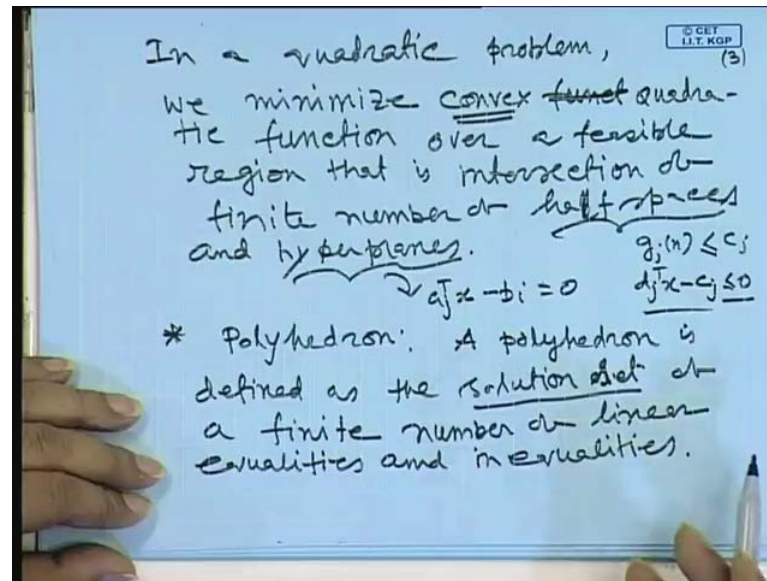 © CET
I.I.T. KGP
In a quadratic problem,
(3)
we minimize convex funct quadra-
tic function over a feasible
region that is intersection of
finite number of half spaces
and hyperplanes.
gj(x) ≤ cj
ajᵀx - bi = 0
djᵀx - cj ≤ 0
* Polyhedron: A polyhedron is
defined as the solution set of
a finite number of linear
equalities and inequalities.